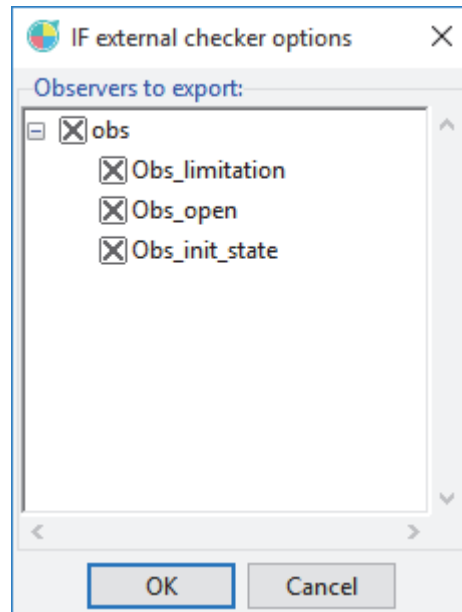 IF external checker options
Observers to export:
obs
Obs_limitation
Obs_open
Obs_init_state
OK
Cancel